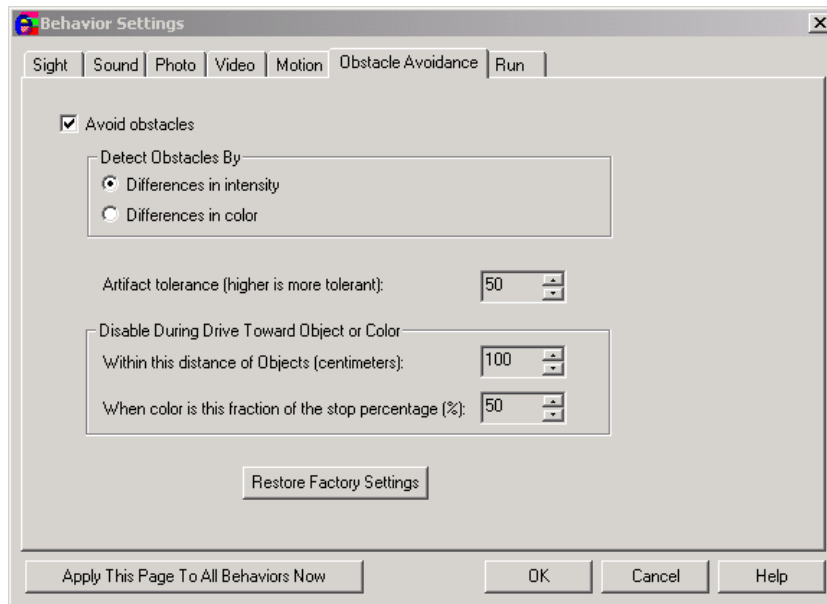 Behavior Settings
Sight Sound Photo Video Motion Obstacle Avoidance Run
Avoid obstacles
Detect Obstacles By
Differences in intensity
Differences in color
Artifact tolerance (higher is more tolerant): 50
Disable During Drive Toward Object or Color
Within this distance of Objects (centimeters): 100
When color is this fraction of the stop percentage (%): 50
Restore Factory Settings
Apply This Page To All Behaviors Now OK Cancel Help